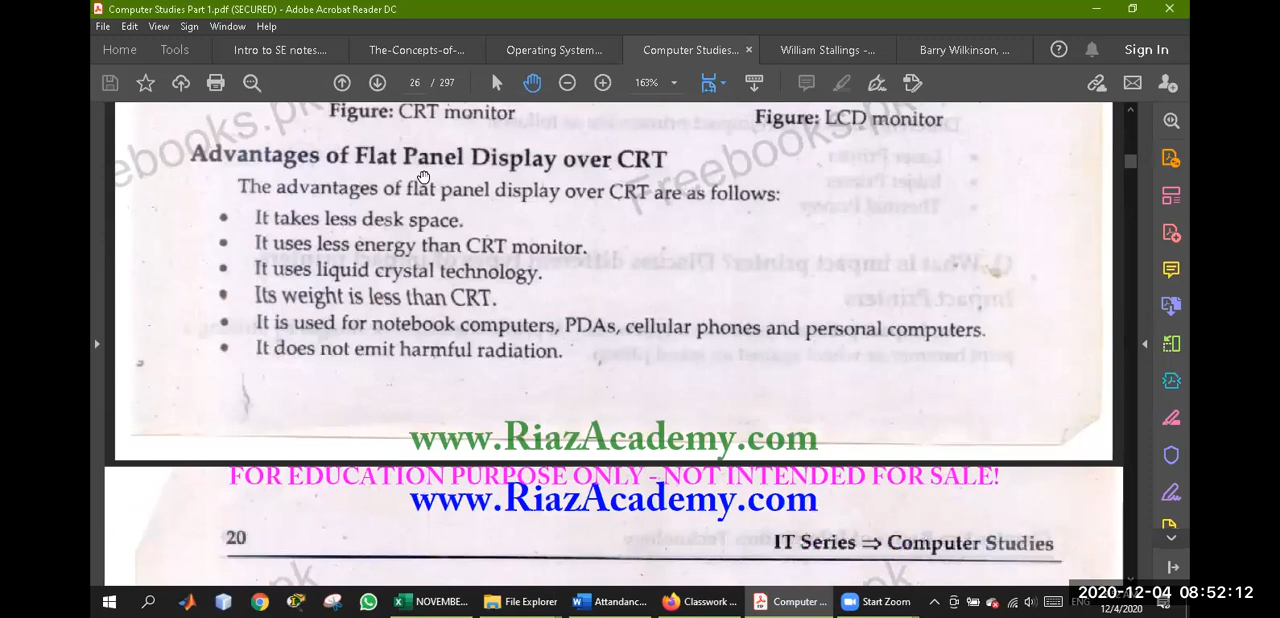 Computer Studies Part 1.pdf (SECURED) - Adobe Acrobat Reader DC
File Edit View Sign Window Help
Home Tools Intro to SE notes.... The-Concepts-of-... Operating System... Computer Studies... × William Stallings -... Barry Wilkinson, ... Sign In
26 / 297 163%
Figure: CRT monitor
Figure: LCD monitor
Advantages of Flat Panel Display over CRT
The advantages of flat panel display over CRT are as follows:
• It takes less desk space.
• It uses less energy than CRT monitor.
• It uses liquid crystal technology.
• Its weight is less than CRT.
• It is used for notebook computers, PDAs, cellular phones and personal computers.
• It does not emit harmful radiation.
www.RiazAcademy.com
FOR EDUCATION PURPOSE ONLY - NOT INTENDED FOR SALE!
www.RiazAcademy.com
20
IT Series ⇒ Computer Studies
Freebooks.pk
NOVEMBE... File Explorer Attandanc... Classwork ... Computer ... Start Zoom ENG
2020-12-04 08:52:12
12/4/2020